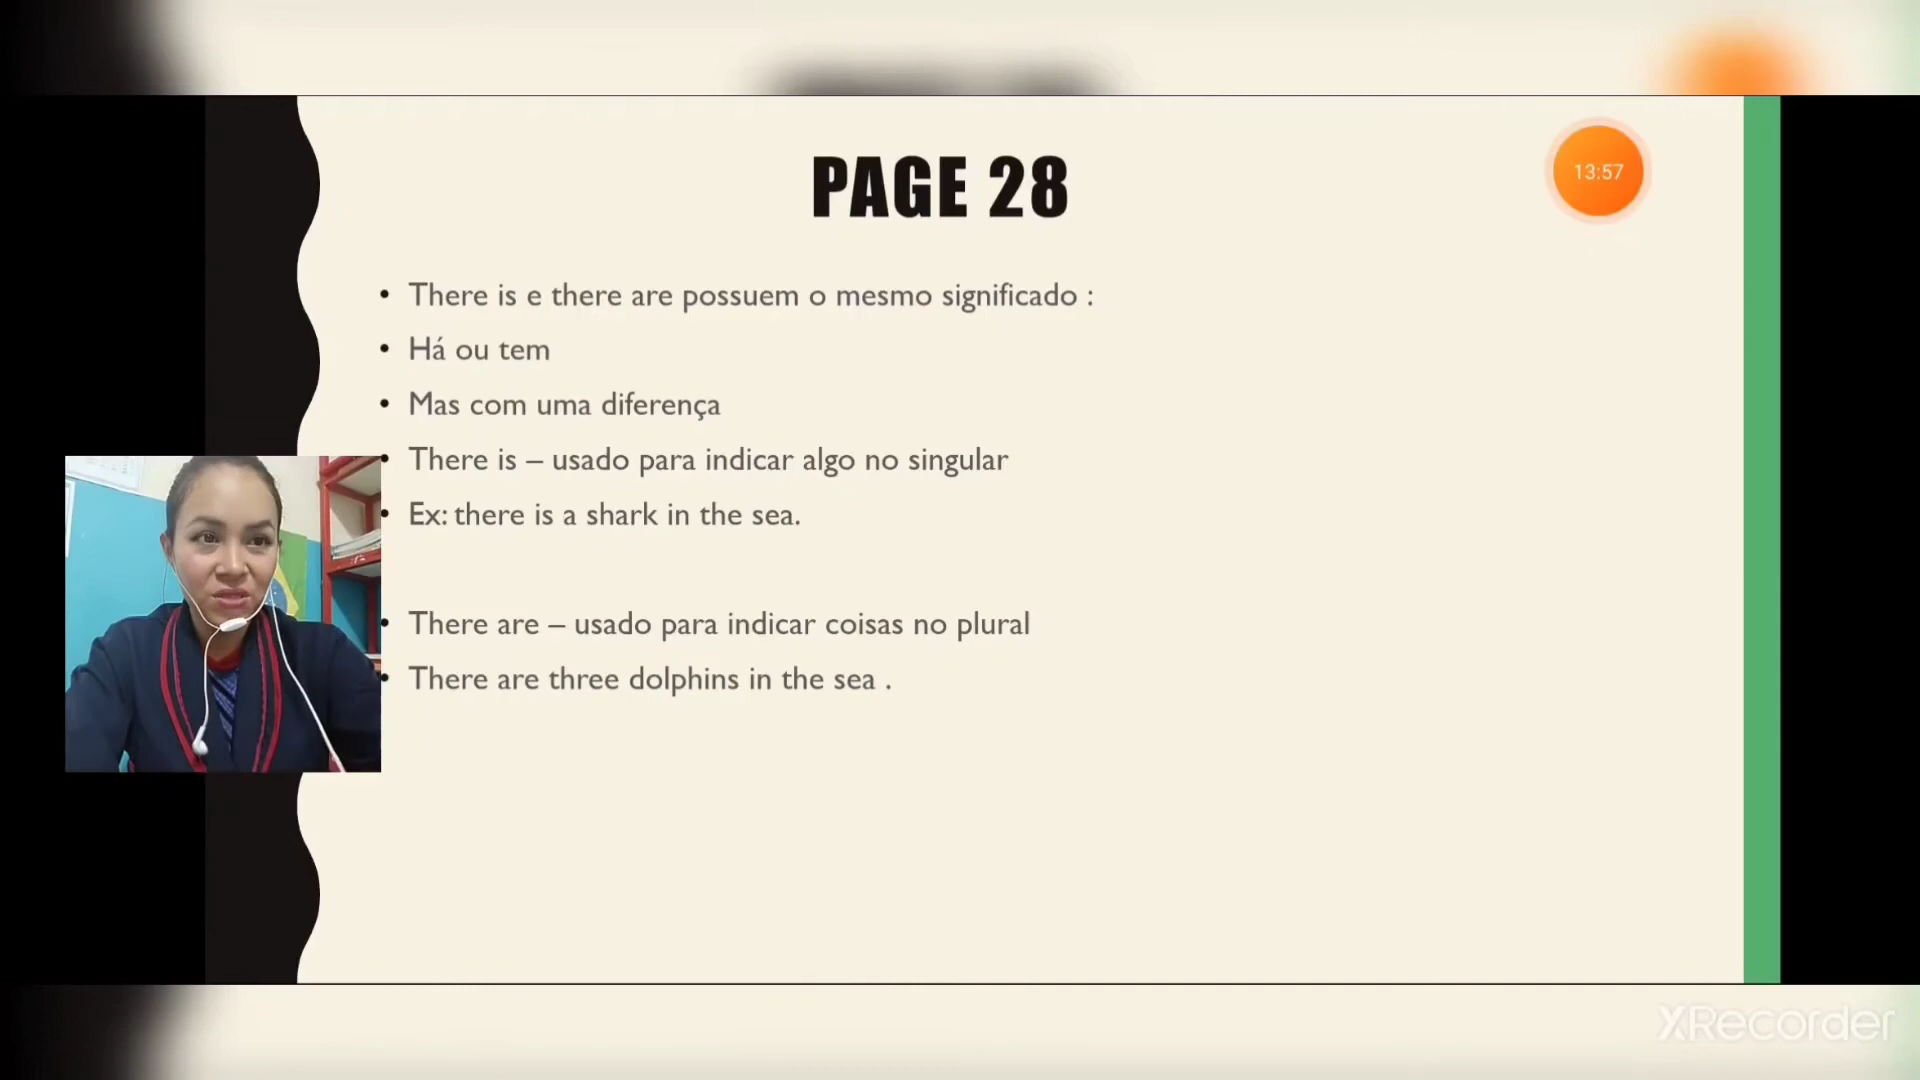 PAGE 28
13:57
• There is e there are possuem o mesmo significado :
• Há ou tem
• Mas com uma diferença
• There is – usado para indicar algo no singular
• Ex: there is a shark in the sea.
• There are – usado para indicar coisas no plural
• There are three dolphins in the sea .
XRecorder